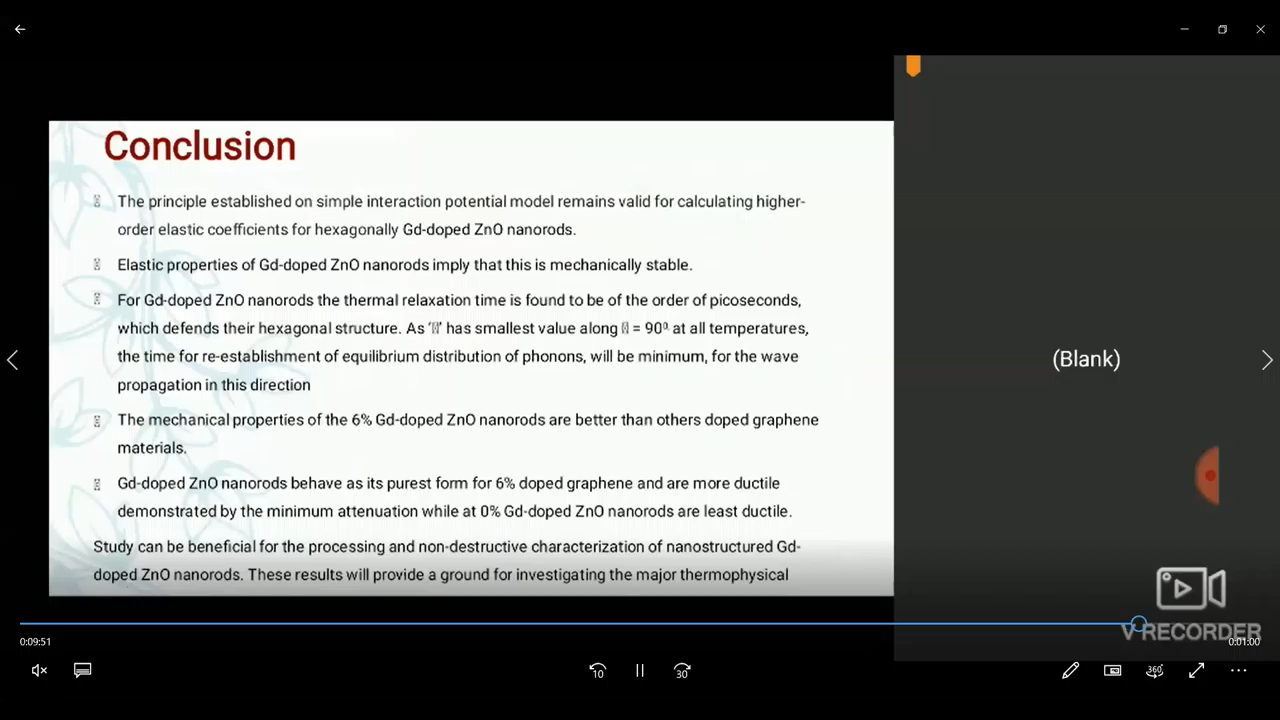 Conclusion
The principle established on simple interaction potential model remains valid for calculating higher-
order elastic coefficients for hexagonally Gd-doped ZnO nanorods.
Elastic properties of Gd-doped ZnO nanorods imply that this is mechanically stable.
For Gd-doped ZnO nanorods the thermal relaxation time is found to be of the order of picoseconds,
which defends their hexagonal structure. As ‘’ has smallest value along = 90⁰ at all temperatures,
the time for re-establishment of equilibrium distribution of phonons, will be minimum, for the wave
propagation in this direction
(Blank)
The mechanical properties of the 6% Gd-doped ZnO nanorods are better than others doped graphene
materials.
Gd-doped ZnO nanorods behave as its purest form for 6% doped graphene and are more ductile
demonstrated by the minimum attenuation while at 0% Gd-doped ZnO nanorods are least ductile.
Study can be beneficial for the processing and non-destructive characterization of nanostructured Gd-
doped ZnO nanorods. These results will provide a ground for investigating the major thermophysical
V RECORDER
0:09:51
0:01:00
10
30
360